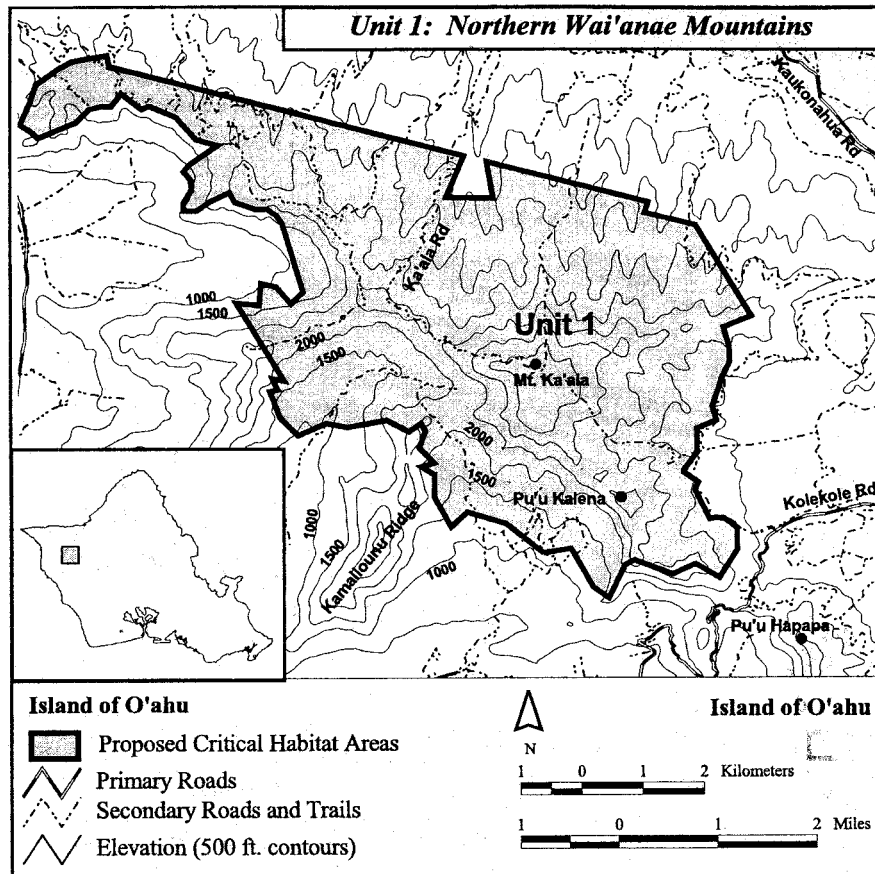 Unit 1: Northern Wai'anae Mountains
Kaukonahua Rd
Ka'ala Rd
1000
1500
Unit 1
2000
1500
Mt. Ka'ala
2000
1500
Pu'u Kalena
Kolekole Rd
1000
1500
Kamaliounu Ridge
1000
Pu'u Hapapa
Island of O'ahu
Proposed Critical Habitat Areas
Primary Roads
Secondary Roads and Trails
Elevation (500 ft. contours)
N
Island of O'ahu
1 0 1 2 Kilometers
1 0 1 2 Miles